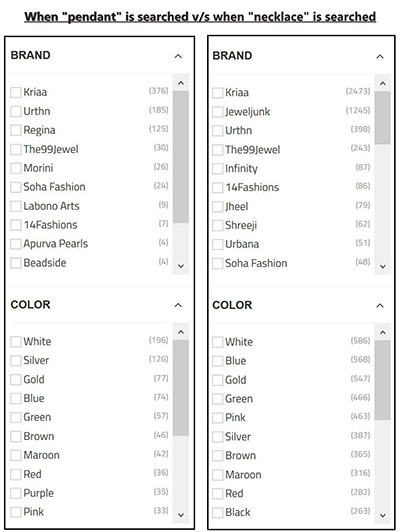 When "pendant" is searched v/s when "necklace" is searched
BRAND
Kriaa (376)
Urthn (185)
Regina (125)
The99Jewel (30)
Morini (26)
Soha Fashion (24)
Labono Arts (9)
14Fashions (7)
Apurva Pearls (4)
Beadside (4)
COLOR
White (196)
Silver (126)
Gold (77)
Blue (74)
Green (57)
Brown (46)
Maroon (42)
Red (36)
Purple (35)
Pink (33)
BRAND
Kriaa (2473)
Jeweljunk (1245)
Urthn (398)
The99Jewel (243)
Infinity (87)
14Fashions (86)
Jheel (79)
Shreeji (62)
Urbana (51)
Soha Fashion (48)
COLOR
White (586)
Blue (568)
Gold (547)
Green (466)
Pink (463)
Silver (387)
Brown (365)
Maroon (316)
Red (282)
Black (263)